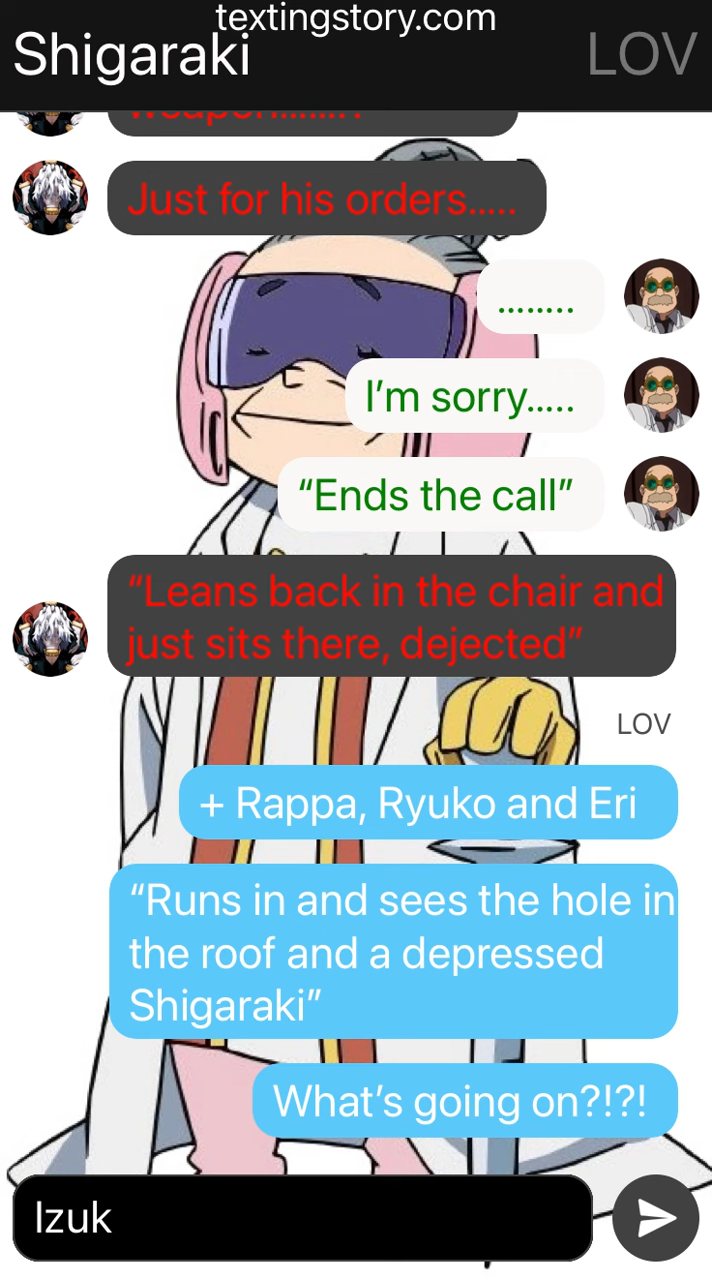 textingstory.com
Shigaraki
LOV
weapon.......?
Just for his orders.....
........
I’m sorry.....
“Ends the call”
“Leans back in the chair and
just sits there, dejected”
LOV
+ Rappa, Ryuko and Eri
“Runs in and sees the hole in
the roof and a depressed
Shigaraki”
What’s going on?!?!
Izuk